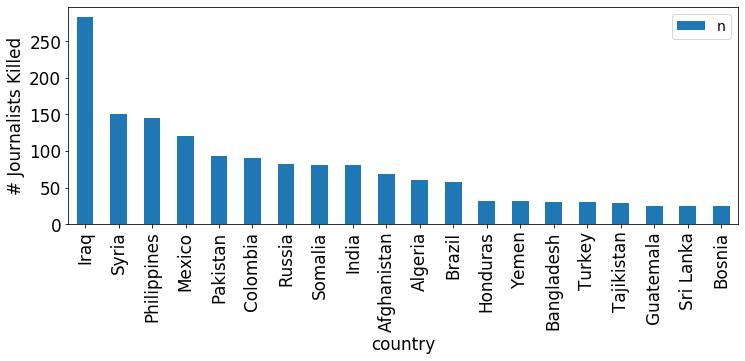 # Journalists Killed
250
200
150
100
50
0
n
Iraq
Syria
Philippines
Mexico
Pakistan
Colombia
Russia
Somalia
India
Afghanistan
Algeria
Brazil
Honduras
Yemen
Bangladesh
Turkey
Tajikistan
Guatemala
Sri Lanka
Bosnia
country